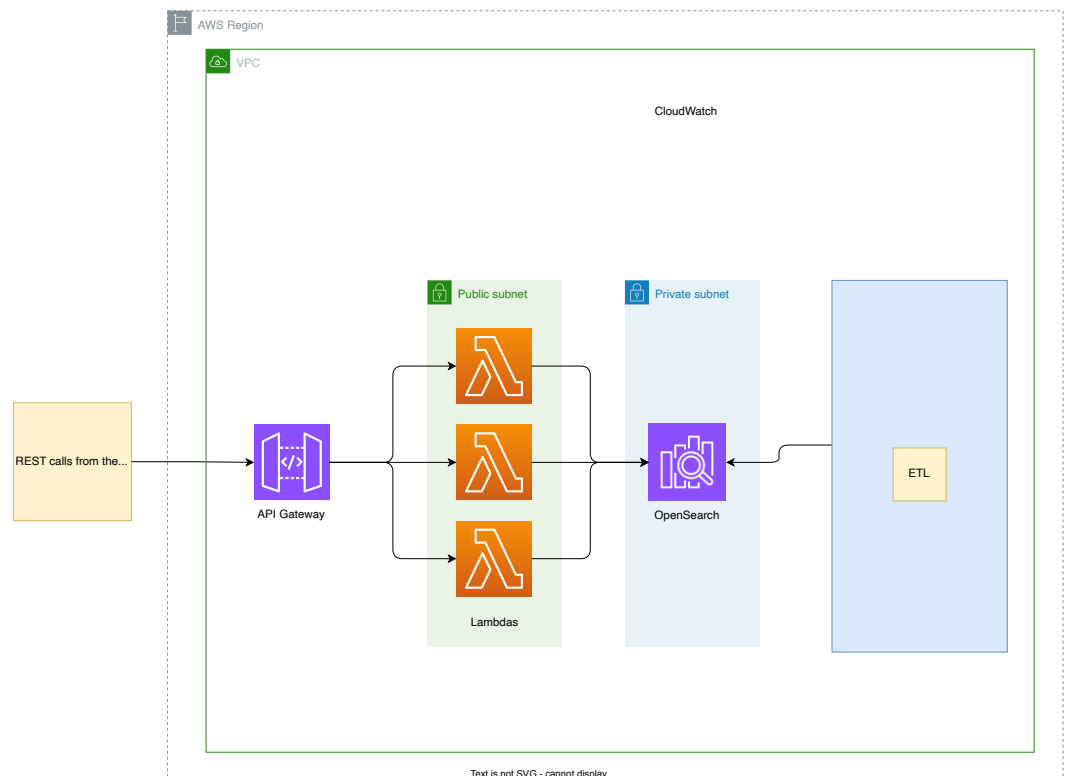 AWS Region
VPC
CloudWatch
Public subnet
Private subnet
REST calls from the...
ETL
API Gateway
OpenSearch
Lambdas
Text is not SVG - cannot display